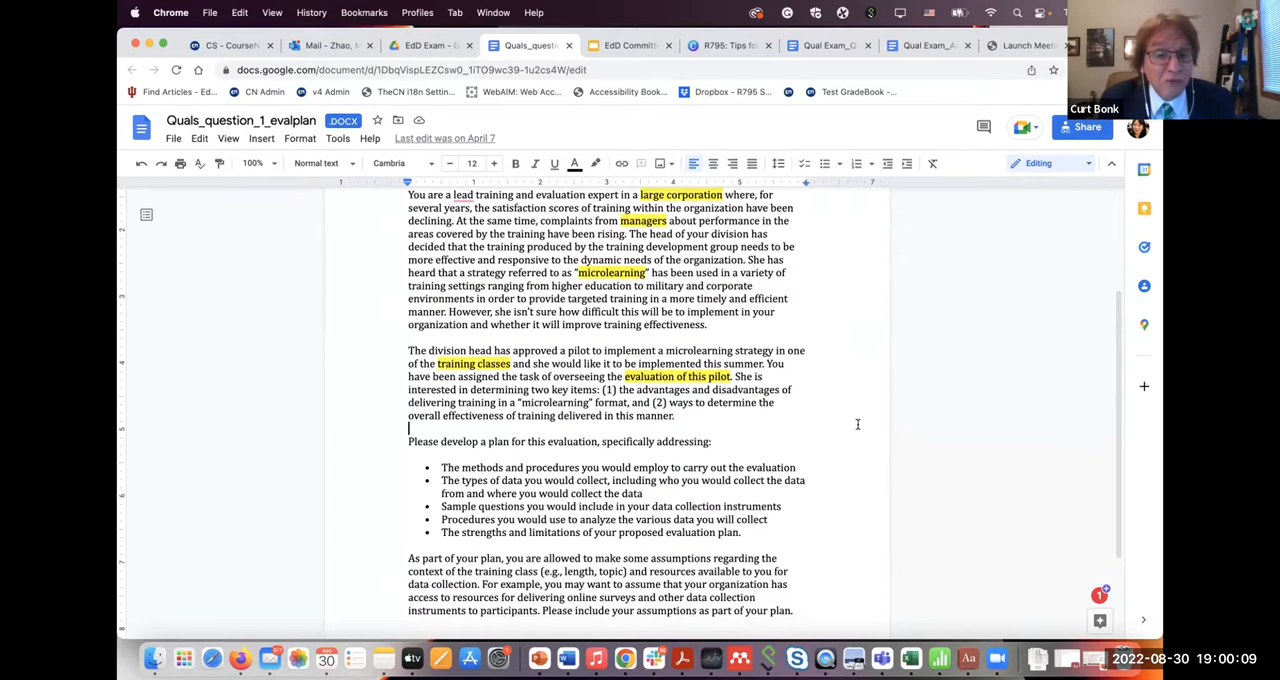 Chrome File Edit View History Bookmarks Profiles Tab Window Help
CS - CourseN Mail - Zhao, M EdD Exam - G Quals_questi EdD Committ R795: Tips fo Qual Exam_Q Qual Exam_A Launch Meeti
docs.google.com/document/d/1DbqVispLEZCsw0_1iTO9wc39-1u2cs4W/edit
Find Articles - Ed... CN Admin v4 Admin TheCN i18n Settin... WebAIM: Web Acc... Accessibility Book... Dropbox - R795 S... Test GradeBook -...
Curt Bonk
Quals_question_1_evalplan .DOCX
Share
File Edit View Insert Format Tools Help Last edit was on April 7
100% Normal text Cambria 12 Editing
1 1 2 3 4 5 7
You are a lead training and evaluation expert in a large corporation where, for
several years, the satisfaction scores of training within the organization have been
declining. At the same time, complaints from managers about performance in the
areas covered by the training have been rising. The head of your division has
decided that the training produced by the training development group needs to be
more effective and responsive to the dynamic needs of the organization. She has
heard that a strategy referred to as "microlearning" has been used in a variety of
training settings ranging from higher education to military and corporate
environments in order to provide targeted training in a more timely and efficient
manner. However, she isn't sure how difficult this will be to implement in your
organization and whether it will improve training effectiveness.
The division head has approved a pilot to implement a microlearning strategy in one
of the training classes and she would like it to be implemented this summer. You
have been assigned the task of overseeing the evaluation of this pilot. She is
interested in determining two key items: (1) the advantages and disadvantages of
delivering training in a "microlearning" format, and (2) ways to determine the
overall effectiveness of training delivered in this manner.
Please develop a plan for this evaluation, specifically addressing:
• The methods and procedures you would employ to carry out the evaluation
• The types of data you would collect, including who you would collect the data
from and where you would collect the data
• Sample questions you would include in your data collection instruments
• Procedures you would use to analyze the various data you will collect
• The strengths and limitations of your proposed evaluation plan.
As part of your plan, you are allowed to make some assumptions regarding the
context of the training class (e.g., length, topic) and resources available to you for
data collection. For example, you may want to assume that your organization has
access to resources for delivering online surveys and other data collection
instruments to participants. Please include your assumptions as part of your plan.
1
30
tv
Aa
2022-08-30 19:00:09